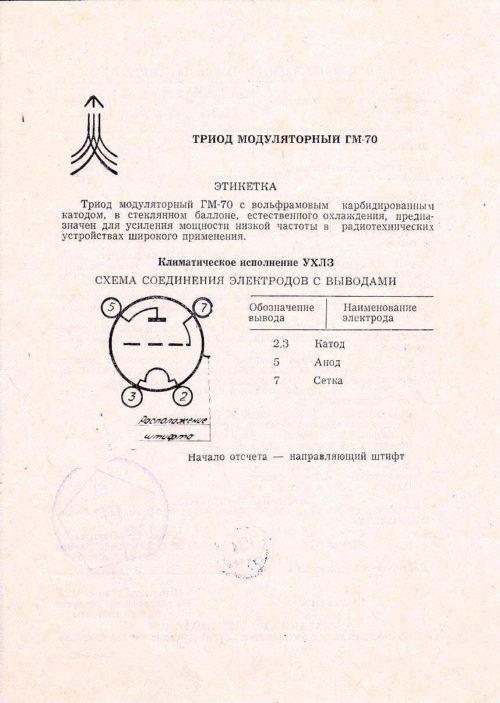 ТРИОД МОДУЛЯТОРНЫЙ ГМ-70
ЭТИКЕТКА
Триод модуляторный ГМ-70 с вольфрамовым карбидированным
катодом, в стеклянном баллоне, естественного охлаждения, предна-
значен для усиления мощности низкой частоты в радиотехнических
устройствах широкого применения.
Климатическое исполнение УХЛЗ
СХЕМА СОЕДИНЕНИЯ ЭЛЕКТРОДОВ С ВЫВОДАМИ
5
7
3
2
Расположение
штифта
Обозначение вывода
Наименование электрода
2,3 Катод
5 Анод
7 Сетка
Начало отсчета — направляющий штифт